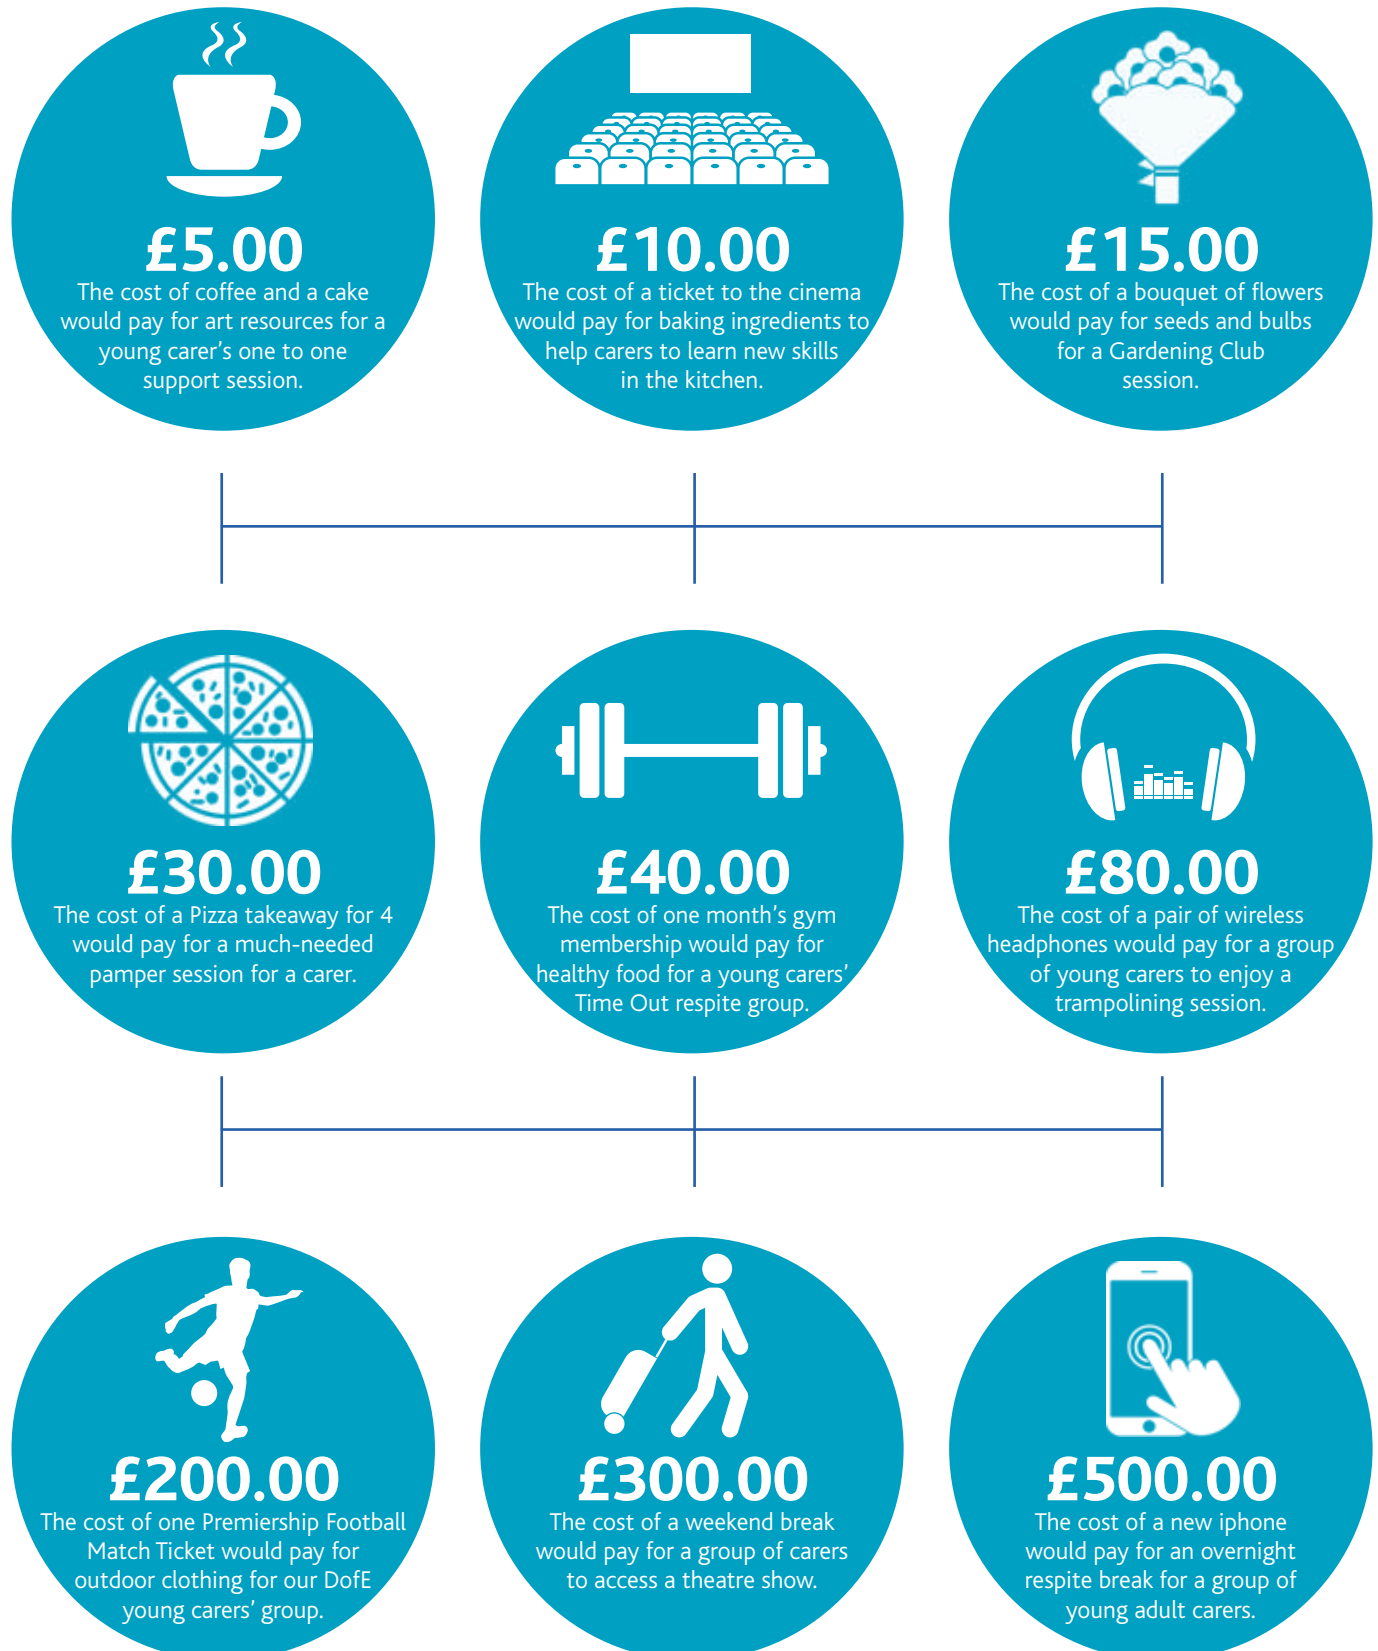 £5.00
The cost of coffee and a cake
would pay for art resources for a
young carer’s one to one
support session.
£10.00
The cost of a ticket to the cinema
would pay for baking ingredients to
help carers to learn new skills
in the kitchen.
£15.00
The cost of a bouquet of flowers
would pay for seeds and bulbs
for a Gardening Club
session.
£30.00
The cost of a Pizza takeaway for 4
would pay for a much-needed
pamper session for a carer.
£40.00
The cost of one month’s gym
membership would pay for
healthy food for a young carers’
Time Out respite group.
£80.00
The cost of a pair of wireless
headphones would pay for a group
of young carers to enjoy a
trampolining session.
£200.00
The cost of one Premiership Football
Match Ticket would pay for
outdoor clothing for our DofE
young carers’ group.
£300.00
The cost of a weekend break
would pay for a group of carers
to access a theatre show.
£500.00
The cost of a new iphone
would pay for an overnight
respite break for a group of
young adult carers.